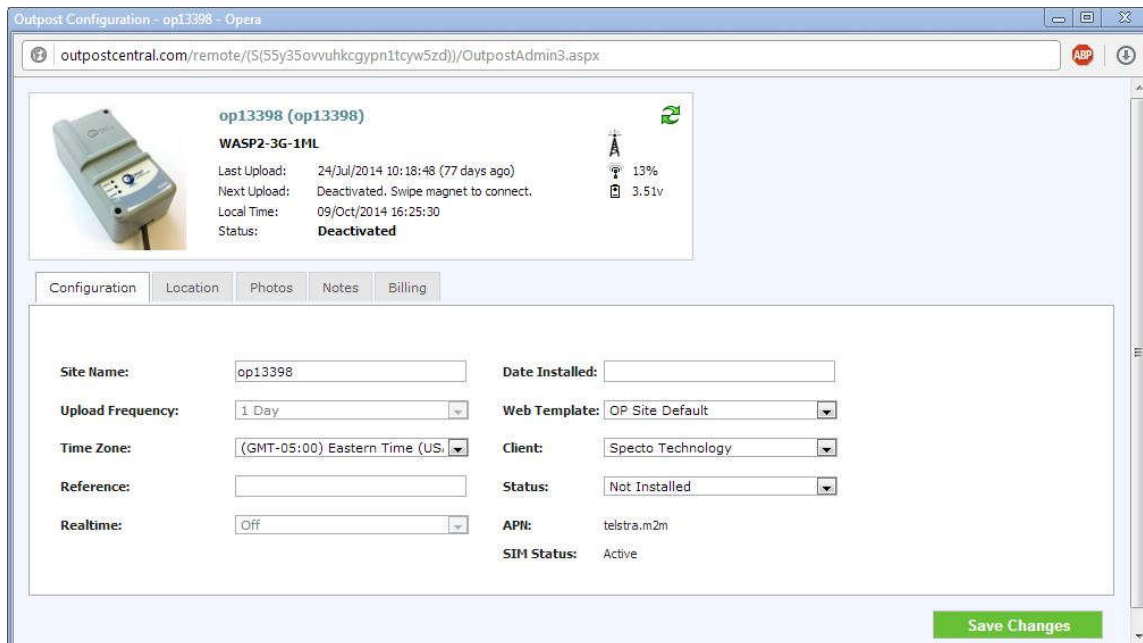 Outpost Configuration - op13398 - Opera
outpostcentral.com/remote/(S(55y35ovvuhkcgypn1tcyw5zd))/OutpostAdmin3.aspx
ABP
op13398 (op13398)
WASP2-3G-1ML
Last Upload: 24/Jul/2014 10:18:48 (77 days ago) 13%
Next Upload: Deactivated. Swipe magnet to connect. 3.51v
Local Time: 09/Oct/2014 16:25:30
Status: Deactivated
Configuration Location Photos Notes Billing
Site Name: op13398 Date Installed:
Upload Frequency: 1 Day Web Template: OP Site Default
Time Zone: (GMT-05:00) Eastern Time (US. Client: Specto Technology
Reference: Status: Not Installed
Realtime: Off APN: telstra.m2m
SIM Status: Active
Save Changes